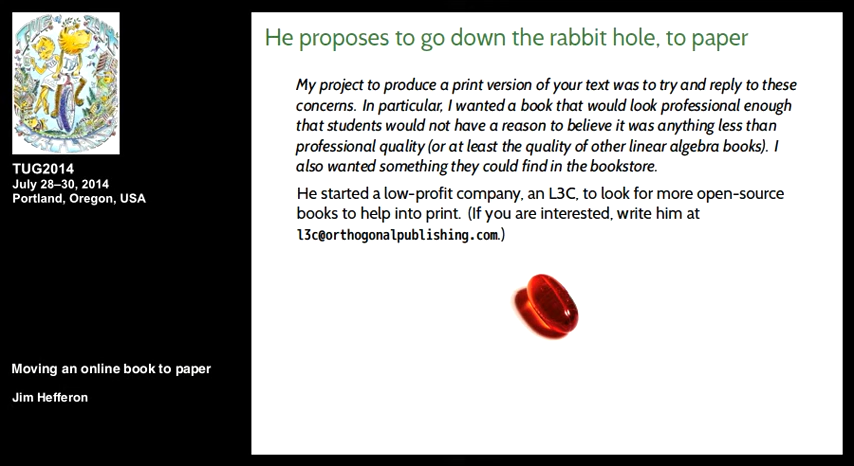 He proposes to go down the rabbit hole, to paper
My project to produce a print version of your text was to try and reply to these
concerns. In particular, I wanted a book that would look professional enough
that students would not have a reason to believe it was anything less than
professional quality (or at least the quality of other linear algebra books). I
also wanted something they could find in the bookstore.
He started a low-profit company, an L3C, to look for more open-source
books to help into print. (If you are interested, write him at
l3c@orthogonalpublishing.com.)
TUG2014
July 28–30, 2014
Portland, Oregon, USA
Moving an online book to paper
Jim Hefferon